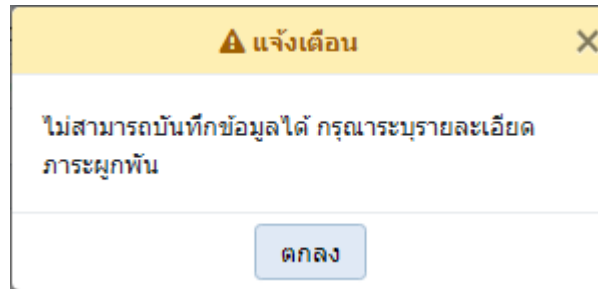 แจ้งเตือน
ไม่สามารถบันทึกข้อมูลได้ กรุณาระบุรายละเอียด
ภาระผูกพัน
ตกลง